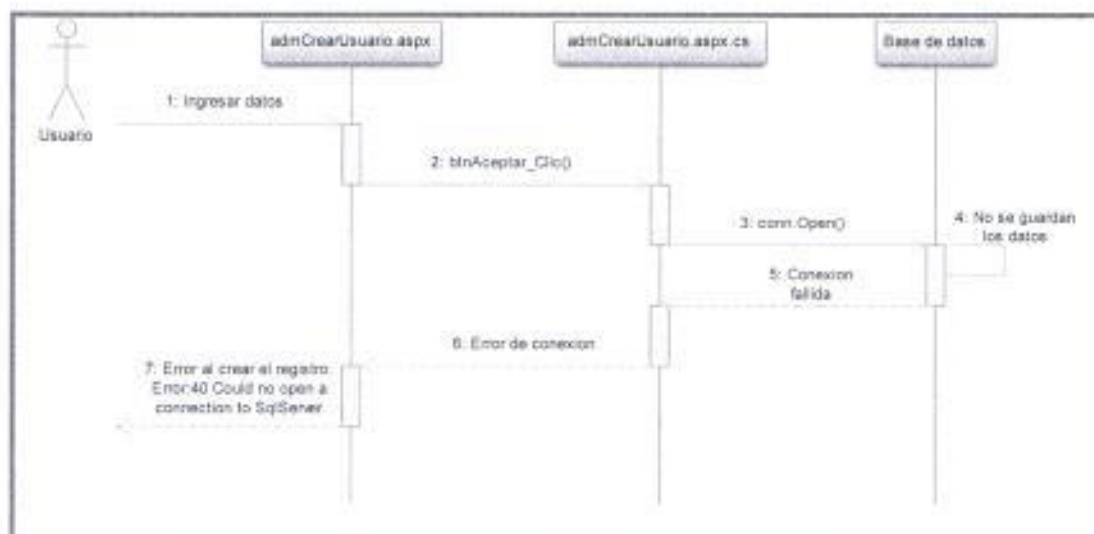 admCrearUsuario.aspx
admCrearUsuario.aspx.cs
Base de datos
Usuario
1: Ingresar datos
2: btnAceptar_Clic()
3: conn.Open()
4: No se guardan
los datos
5: Conexion
fallida
6: Error de conexion
7: Error al crear el registro
Error:40 Could no open a
connection to SqlServer